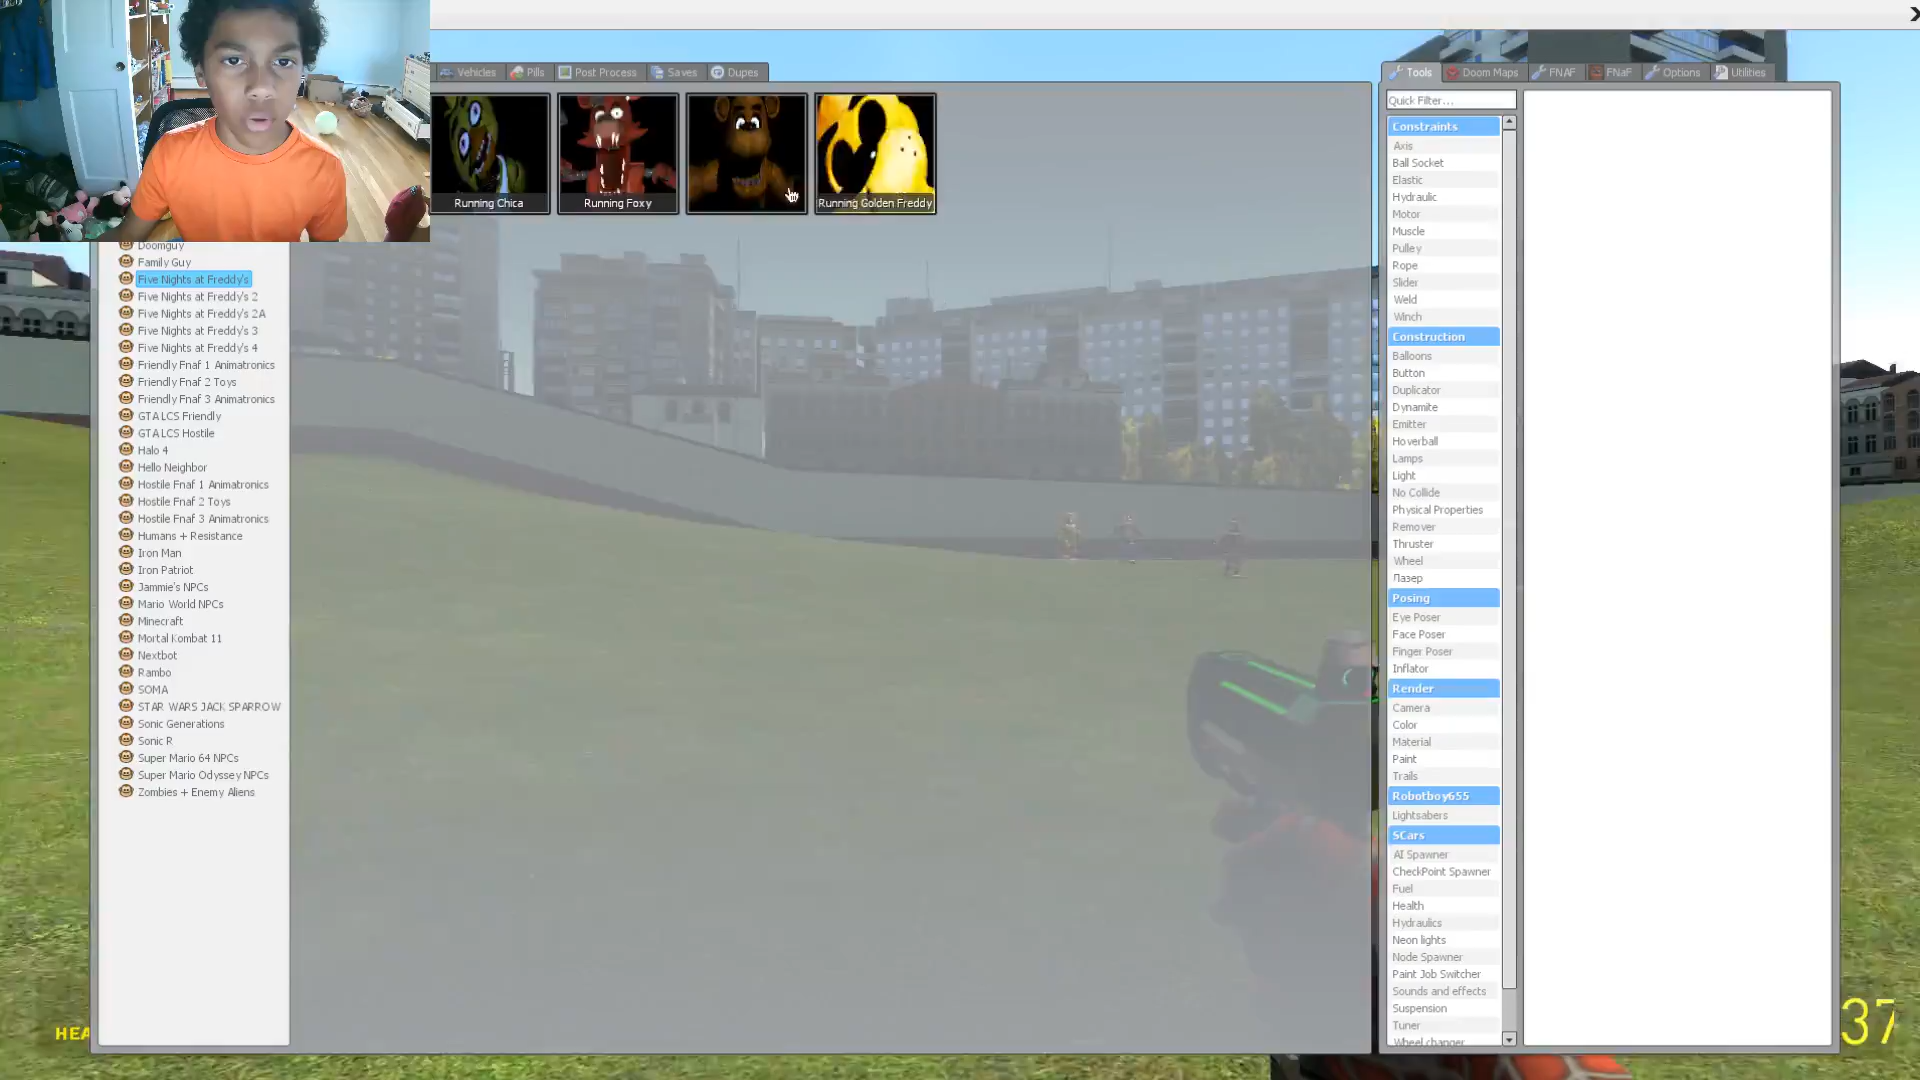 Vehicles
Pills
Post Process
Saves
Dupes
Running Chica
Running Foxy
Running Golden Freddy
Doomguy
Family Guy
Five Nights at Freddy's
Five Nights at Freddy's 2
Five Nights at Freddy's 2A
Five Nights at Freddy's 3
Five Nights at Freddy's 4
Friendly Fnaf 1 Animatronics
Friendly Fnaf 2 Toys
Friendly Fnaf 3 Animatronics
GTA LCS Friendly
GTA LCS Hostile
Halo 4
Hello Neighbor
Hostile Fnaf 1 Animatronics
Hostile Fnaf 2 Toys
Hostile Fnaf 3 Animatronics
Humans + Resistance
Iron Man
Iron Patriot
Jammie's NPCs
Mario World NPCs
Minecraft
Mortal Kombat 11
Nextbot
Rambo
SOMA
STAR WARS JACK SPARROW
Sonic Generations
Sonic R
Super Mario 64 NPCs
Super Mario Odyssey NPCs
Zombies + Enemy Aliens
Tools
Doom Maps
FNAF
FNaF
Options
Utilities
Quick Filter...
Constraints
Axis
Ball Socket
Elastic
Hydraulic
Motor
Muscle
Pulley
Rope
Slider
Weld
Winch
Construction
Balloons
Button
Duplicator
Dynamite
Emitter
Hoverball
Lamps
Light
No Collide
Physical Properties
Remover
Thruster
Wheel
Лазер
Posing
Eye Poser
Face Poser
Finger Poser
Inflator
Render
Camera
Color
Material
Paint
Trails
Robotboy655
Lightsabers
SCars
AI Spawner
CheckPoint Spawner
Fuel
Health
Hydraulics
Neon lights
Node Spawner
Paint Job Switcher
Sounds and effects
Suspension
Tuner
Wheel changer
HEA
37